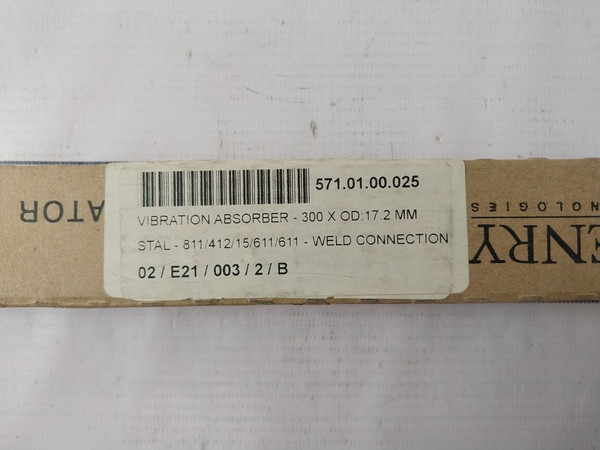 571.01.00.025
VIBRATION ABSORBER - 300 X OD:17.2 MM
STAL - 811/412/15/611/611 - WELD CONNECTION
02 / E21 / 003 / 2 / B
ATOR
ENRY
NOLOGIES